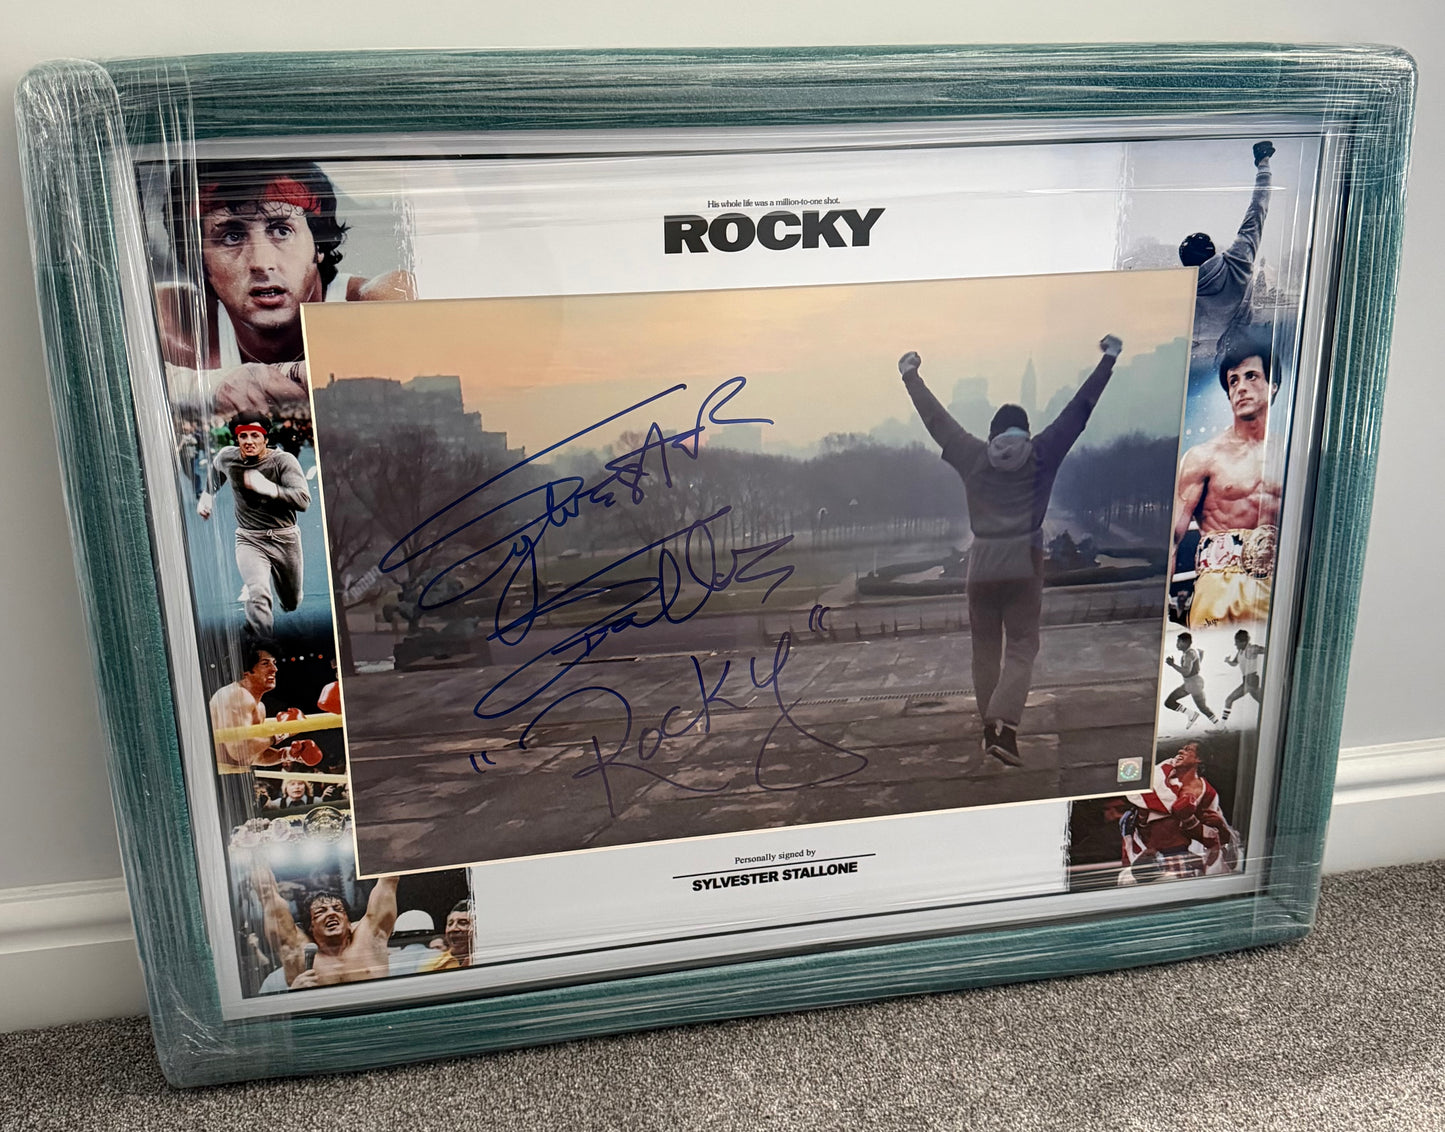 His whole life was a million-to-one shot.
ROCKY
Sylvester
Stallone
"Rocky"
Personally signed by
SYLVESTER STALLONE